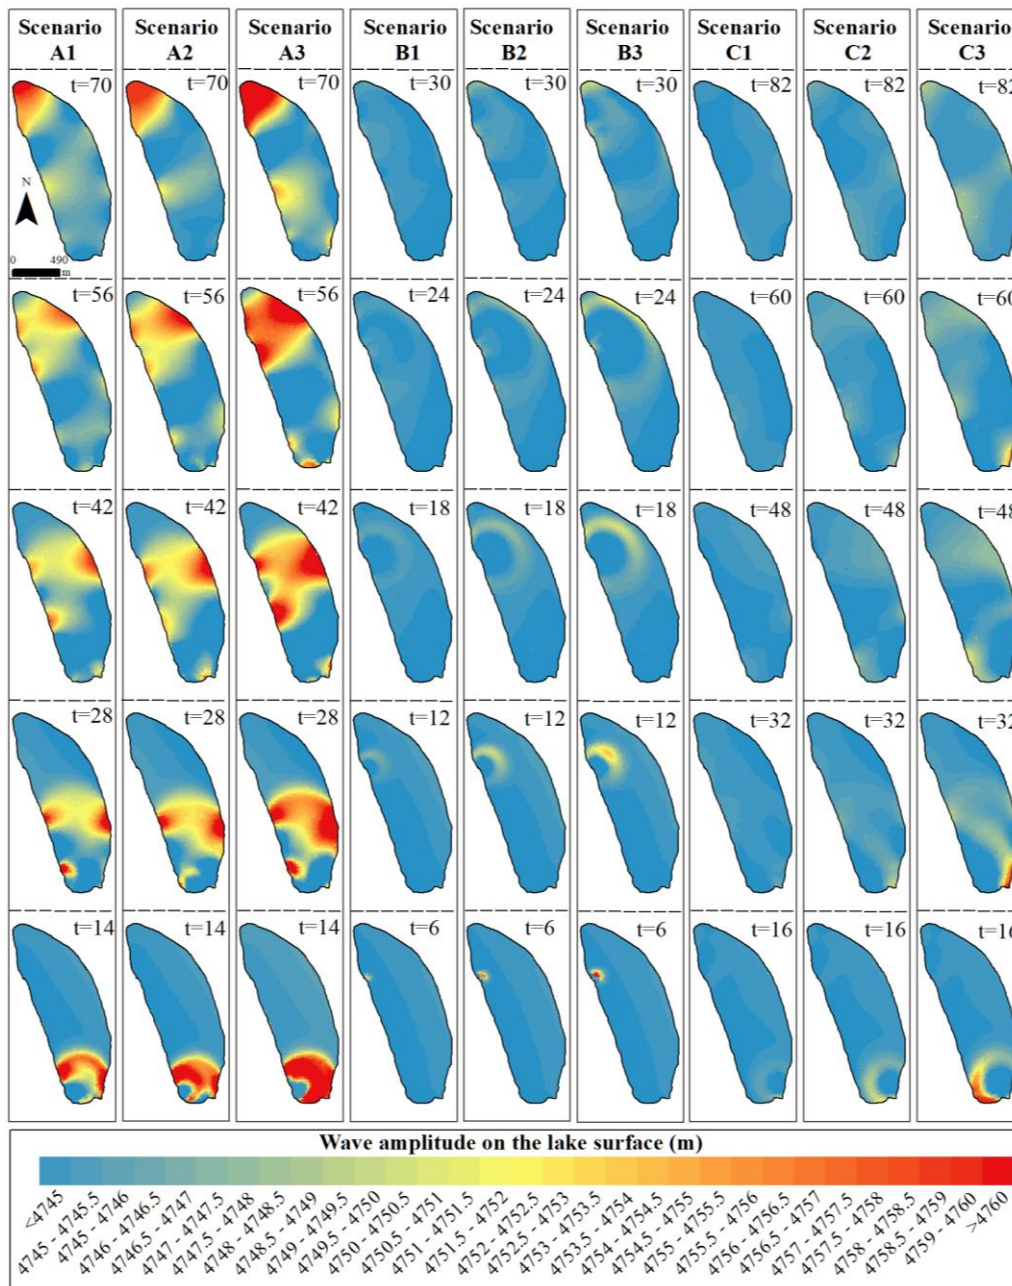 Scenario A1 Scenario A2 Scenario A3 Scenario B1 Scenario B2 Scenario B3 Scenario C1 Scenario C2 Scenario C3
t=70 t=70 t=70 t=30 t=30 t=30 t=82 t=82 t=82
N
0 490 m
t=56 t=56 t=56 t=24 t=24 t=24 t=60 t=60 t=60
t=42 t=42 t=42 t=18 t=18 t=18 t=48 t=48 t=48
t=28 t=28 t=28 t=12 t=12 t=12 t=32 t=32 t=32
t=14 t=14 t=14 t=6 t=6 t=6 t=16 t=16 t=16
Wave amplitude on the lake surface (m)
<4745
4745 - 4745.5
4745 - 4746
4746 - 4746.5
4746.5 - 4747
4747 - 4747.5
4747.5 - 4748
4748 - 4748.5
4748.5 - 4749
4749 - 4749.5
4749.5 - 4750
4750 - 4750.5
4750.5 - 4751
4751 - 4751.5
4751.5 - 4752
4752 - 4752.5
4752.5 - 4753
4753 - 4753.5
4753.5 - 4754
4754 - 4754.5
4754.5 - 4755
4755 - 4755.5
4755.5 - 4756
4756 - 4756.5
4756.5 - 4757
4757 - 4757.5
4757.5 - 4758
4758 - 4758.5
4758.5 - 4759
4759 - 4760
>4760